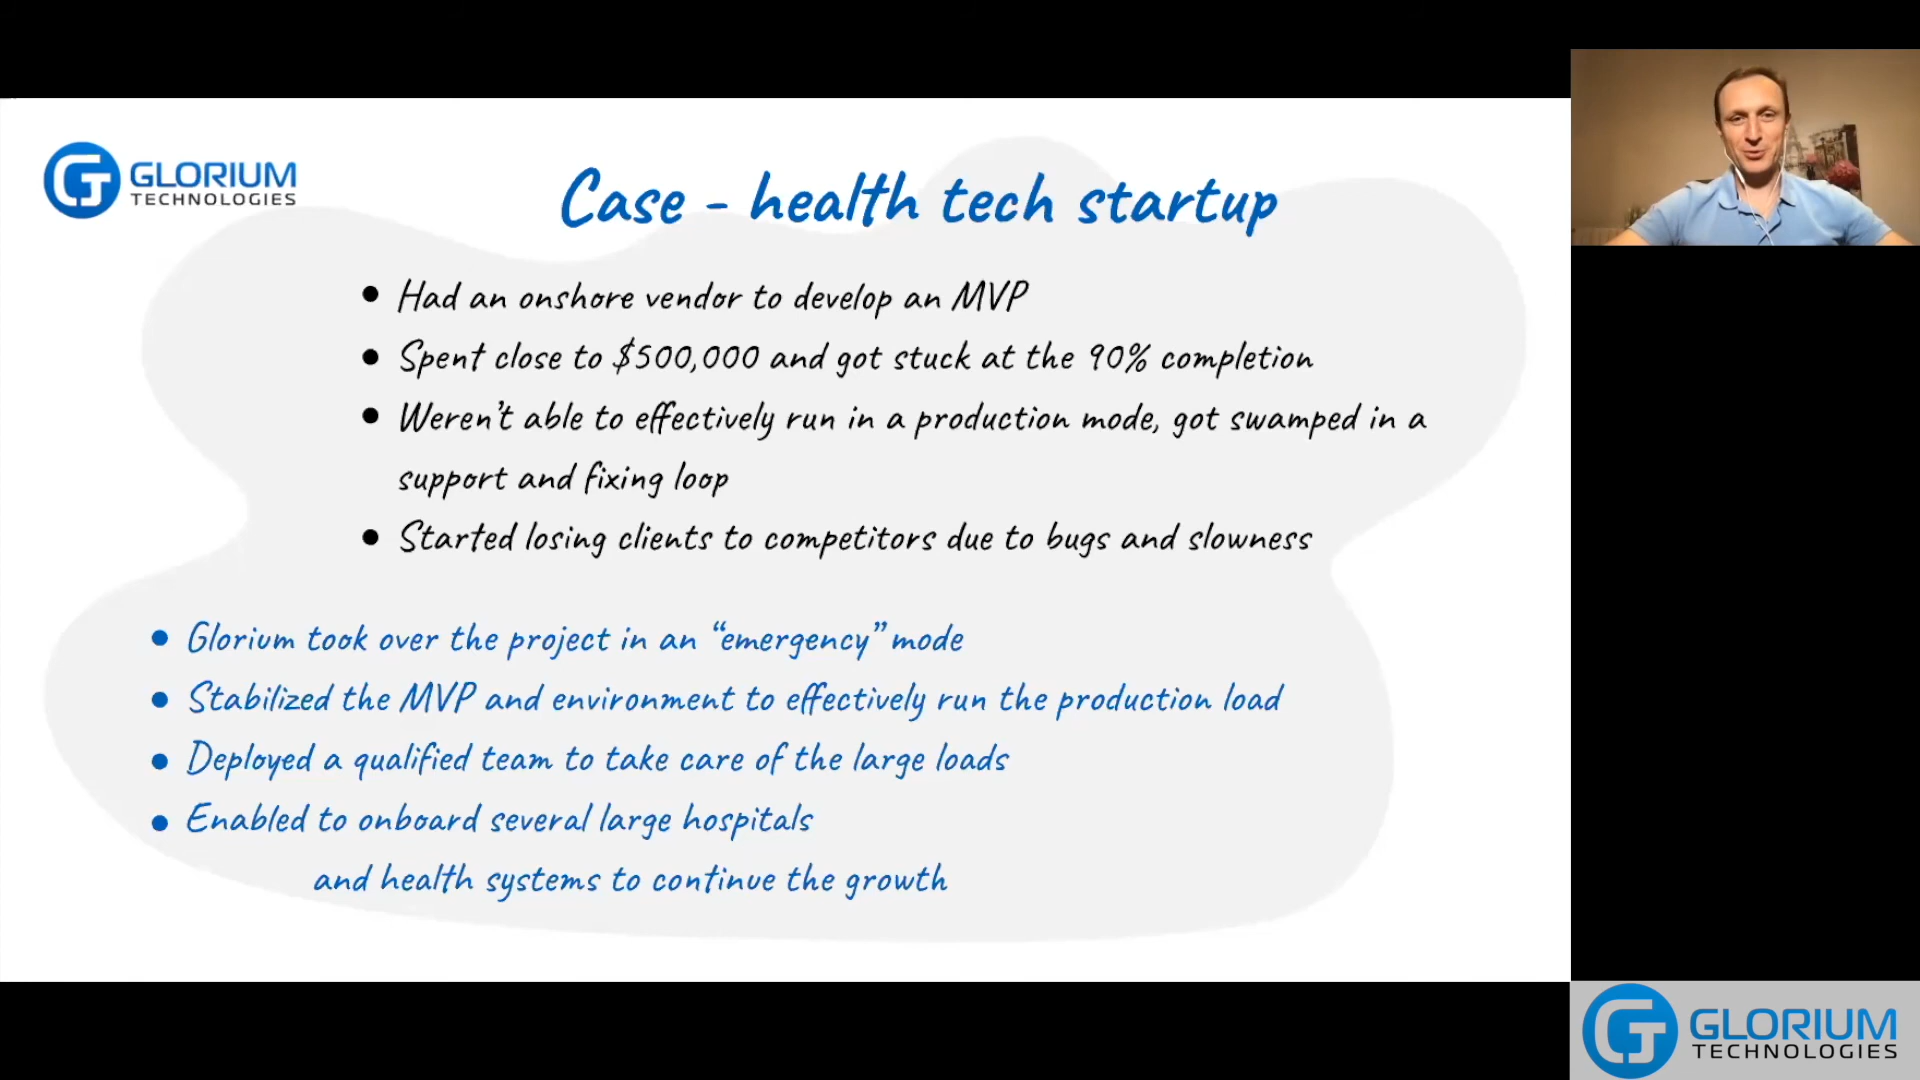 GLORIUM
TECHNOLOGIES
Case - health tech startup
Had an onshore vendor to develop an MVP
Spent close to $500,000 and got stuck at the 90% completion
Weren't able to effectively run in a production mode, got swamped in a
support and fixing loop
Started losing clients to competitors due to bugs and slowness
Glorium took over the project in an “emergency” mode
Stabilized the MVP and environment to effectively run the production load
Deployed a qualified team to take care of the large loads
Enabled to onboard several large hospitals
and health systems to continue the growth
GLORIUM
TECHNOLOGIES